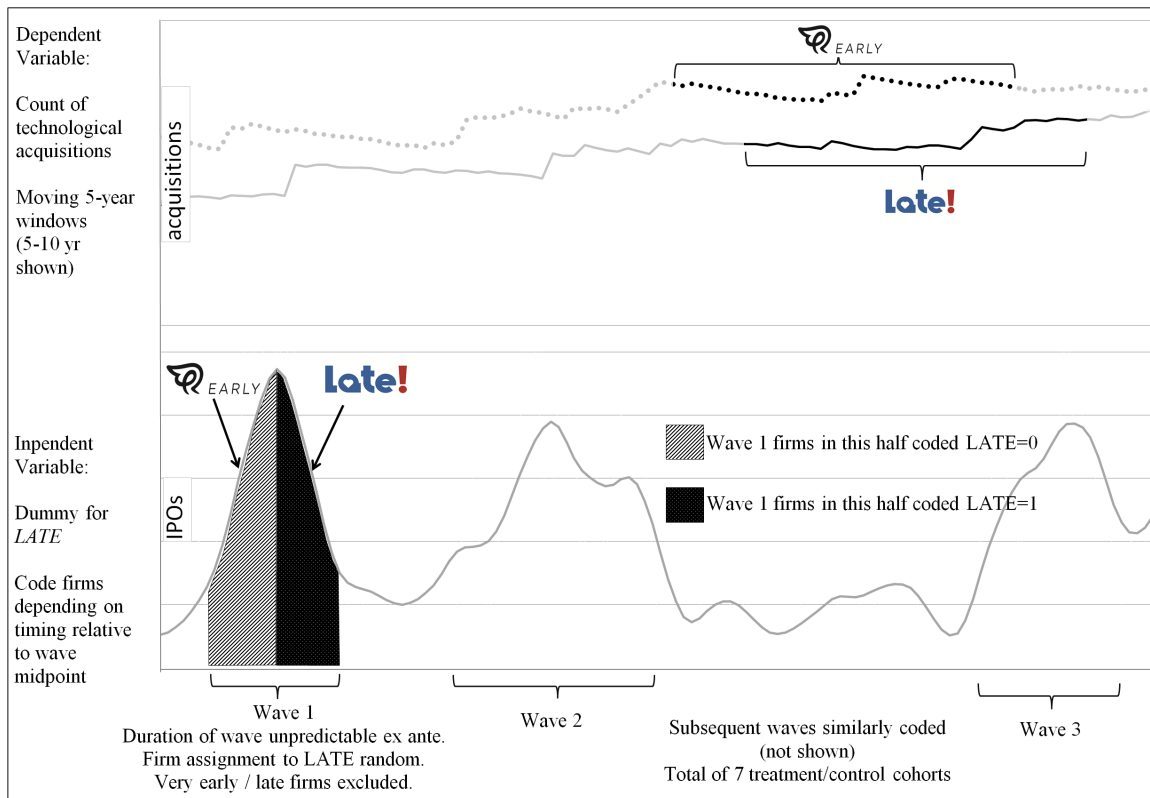 Dependent
Variable:
Count of
technological
acquisitions
Moving 5-year
windows
(5-10 yr
shown)
acquisitions
EARLY
Late!
EARLY
Late!
Inpendent
Variable:
Dummy for
LATE
Code firms
depending on
timing relative
to wave
midpoint
IPOs
Wave 1 firms in this half coded LATE=0
Wave 1 firms in this half coded LATE=1
Wave 1
Duration of wave unpredictable ex ante.
Firm assignment to LATE random.
Very early / late firms excluded.
Wave 2
Subsequent waves similarly coded
(not shown)
Total of 7 treatment/control cohorts
Wave 3